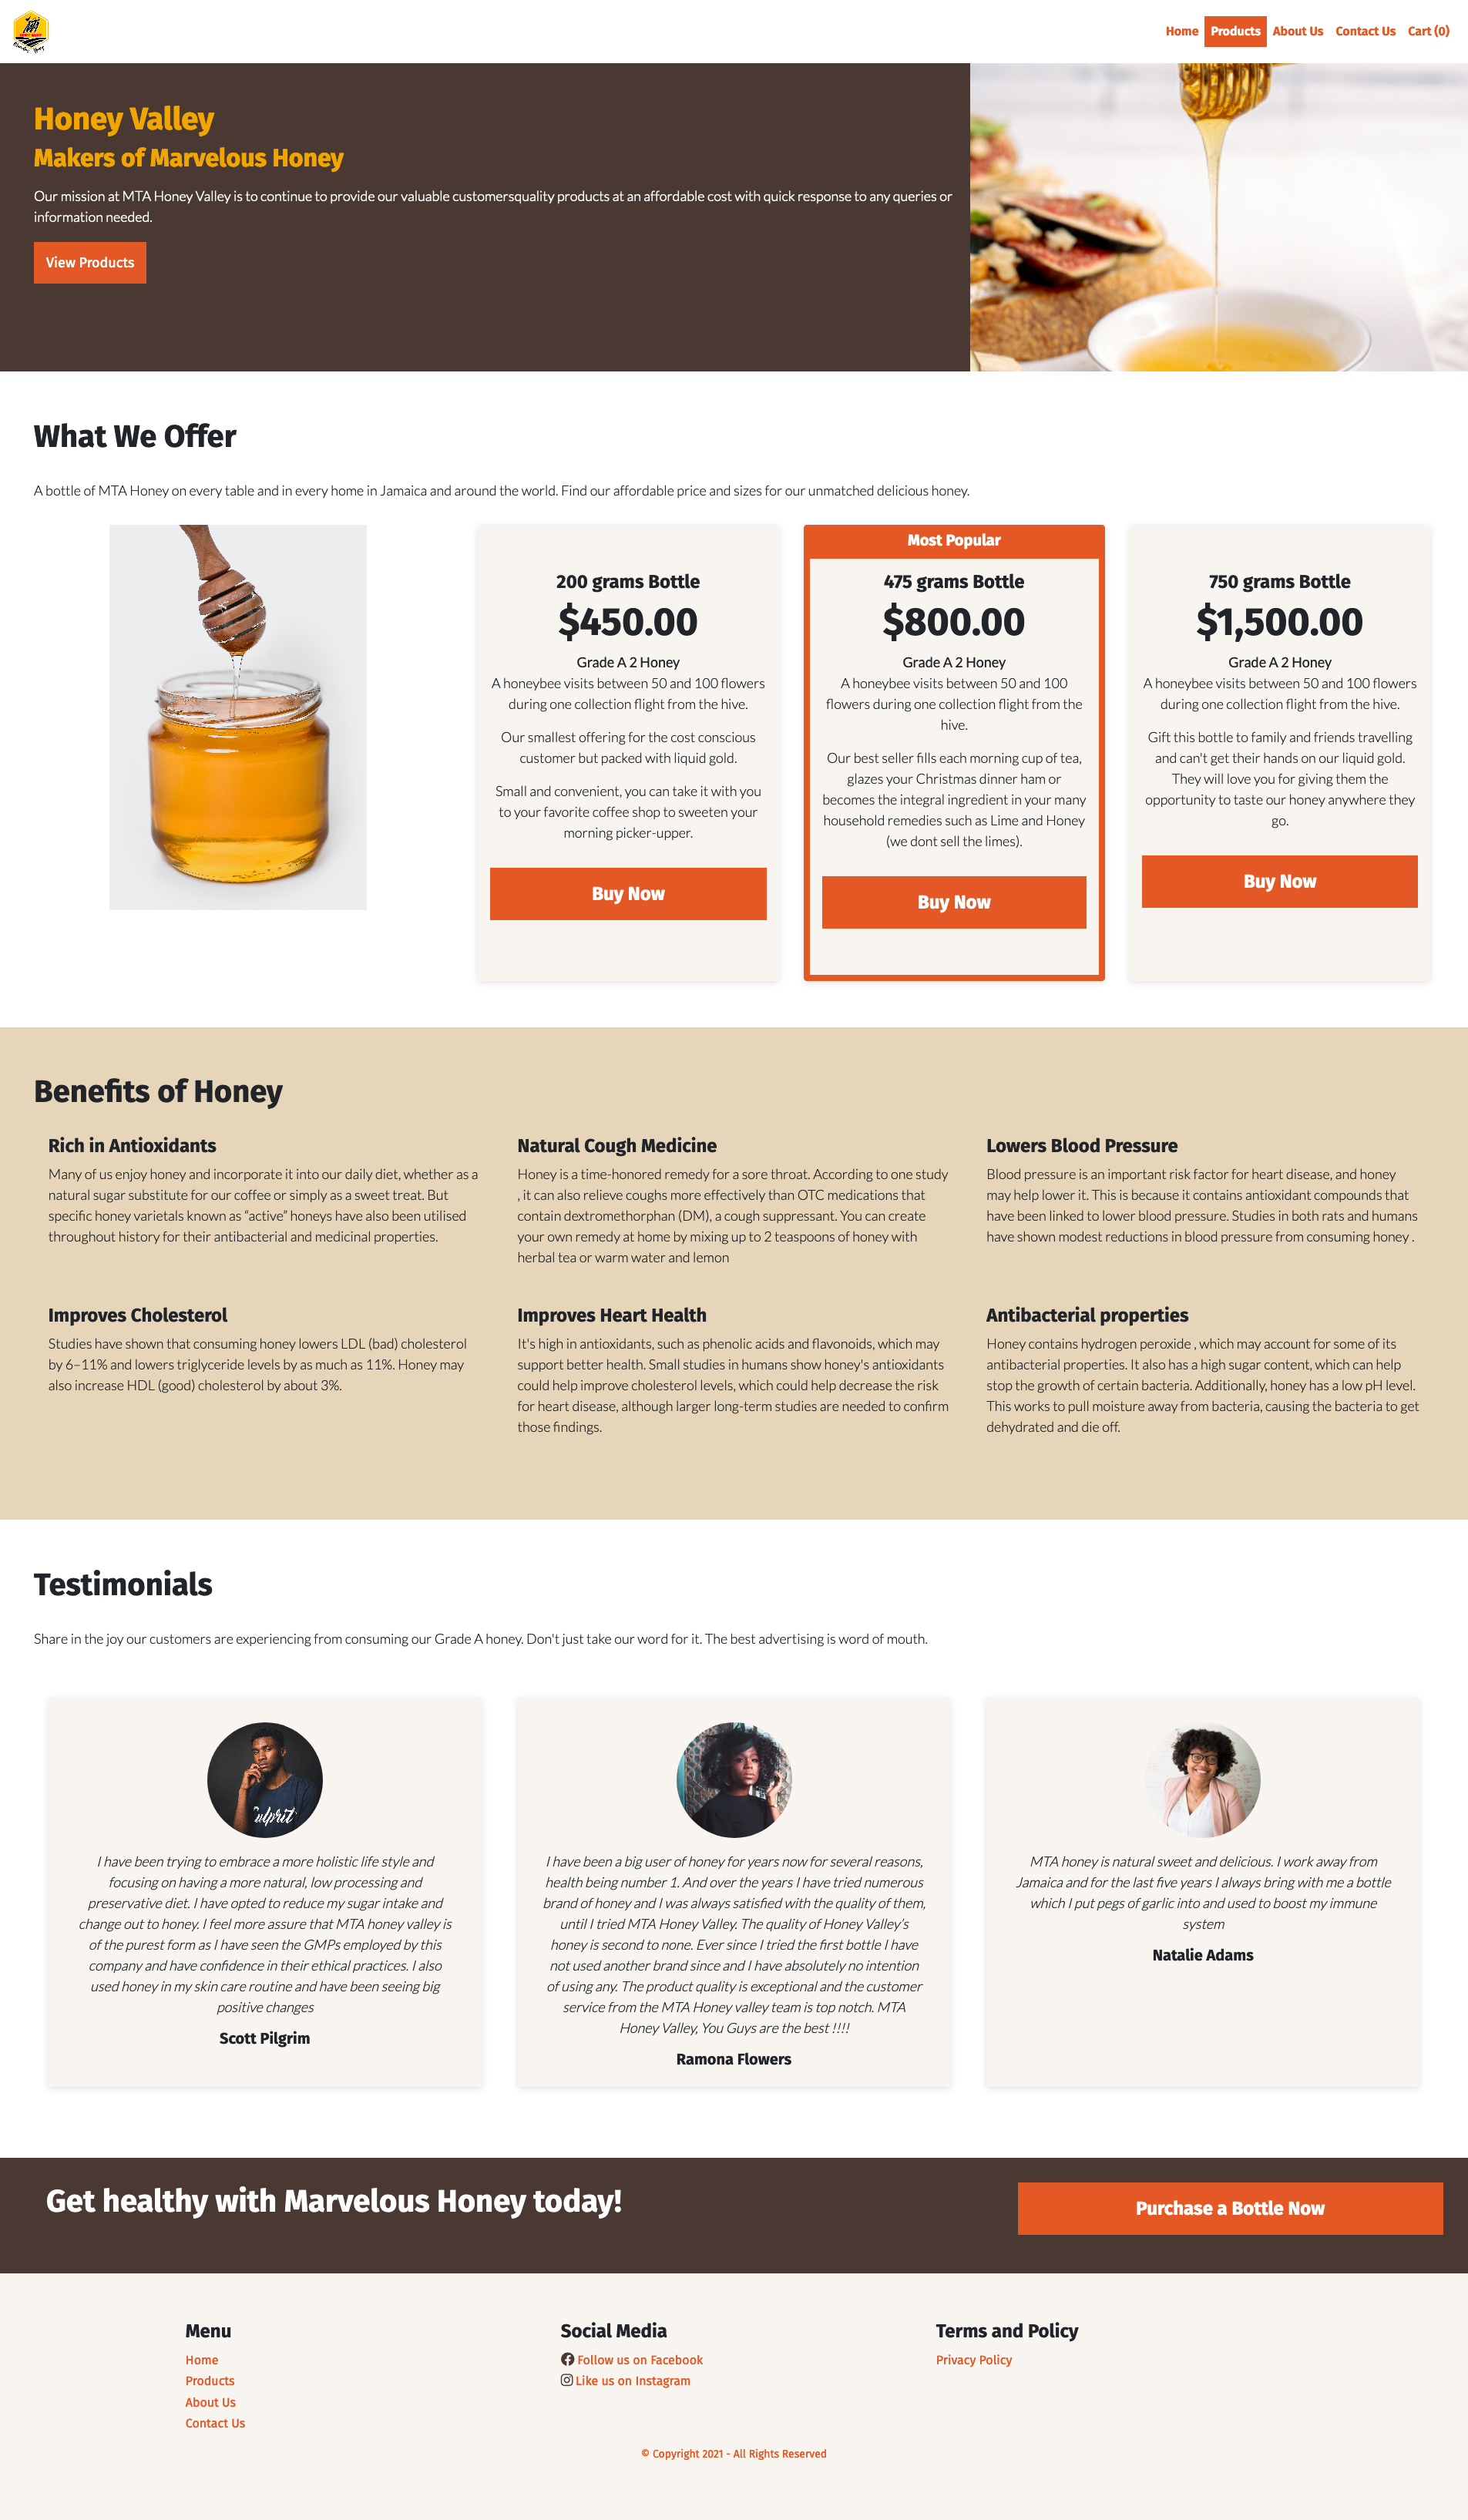 Home Products About Us Contact Us Cart (0)
Honey Valley
Makers of Marvelous Honey
Our mission at MTA Honey Valley is to continue to provide our valuable customersquality products at an affordable cost with quick response to any queries or
information needed.
View Products
What We Offer
A bottle of MTA Honey on every table and in every home in Jamaica and around the world. Find our affordable price and sizes for our unmatched delicious honey.
200 grams Bottle
$450.00
Grade A 2 Honey
A honeybee visits between 50 and 100 flowers
during one collection flight from the hive.
Our smallest offering for the cost conscious
customer but packed with liquid gold.
Small and convenient, you can take it with you
to your favorite coffee shop to sweeten your
morning picker-upper.
Buy Now
Most Popular
475 grams Bottle
$800.00
Grade A 2 Honey
A honeybee visits between 50 and 100
flowers during one collection flight from the
hive.
Our best seller fills each morning cup of tea,
glazes your Christmas dinner ham or
becomes the integral ingredient in your many
household remedies such as Lime and Honey
(we dont sell the limes).
Buy Now
750 grams Bottle
$1,500.00
Grade A 2 Honey
A honeybee visits between 50 and 100 flowers
during one collection flight from the hive.
Gift this bottle to family and friends travelling
and can't get their hands on our liquid gold.
They will love you for giving them the
opportunity to taste our honey anywhere they
go.
Buy Now
Benefits of Honey
Rich in Antioxidants
Many of us enjoy honey and incorporate it into our daily diet, whether as a
natural sugar substitute for our coffee or simply as a sweet treat. But
specific honey varietals known as “active” honeys have also been utilised
throughout history for their antibacterial and medicinal properties.
Natural Cough Medicine
Honey is a time-honored remedy for a sore throat. According to one study
, it can also relieve coughs more effectively than OTC medications that
contain dextromethorphan (DM), a cough suppressant. You can create
your own remedy at home by mixing up to 2 teaspoons of honey with
herbal tea or warm water and lemon
Lowers Blood Pressure
Blood pressure is an important risk factor for heart disease, and honey
may help lower it. This is because it contains antioxidant compounds that
have been linked to lower blood pressure. Studies in both rats and humans
have shown modest reductions in blood pressure from consuming honey .
Improves Cholesterol
Studies have shown that consuming honey lowers LDL (bad) cholesterol
by 6–11% and lowers triglyceride levels by as much as 11%. Honey may
also increase HDL (good) cholesterol by about 3%.
Improves Heart Health
It's high in antioxidants, such as phenolic acids and flavonoids, which may
support better health. Small studies in humans show honey's antioxidants
could help improve cholesterol levels, which could help decrease the risk
for heart disease, although larger long-term studies are needed to confirm
those findings.
Antibacterial properties
Honey contains hydrogen peroxide , which may account for some of its
antibacterial properties. It also has a high sugar content, which can help
stop the growth of certain bacteria. Additionally, honey has a low pH level.
This works to pull moisture away from bacteria, causing the bacteria to get
dehydrated and die off.
Testimonials
Share in the joy our customers are experiencing from consuming our Grade A honey. Don't just take our word for it. The best advertising is word of mouth.
I have been trying to embrace a more holistic life style and
focusing on having a more natural, low processing and
preservative diet. I have opted to reduce my sugar intake and
change out to honey. I feel more assure that MTA honey valley is
of the purest form as I have seen the GMPs employed by this
company and have confidence in their ethical practices. I also
used honey in my skin care routine and have been seeing big
positive changes
Scott Pilgrim
I have been a big user of honey for years now for several reasons,
health being number 1. And over the years I have tried numerous
brand of honey and I was always satisfied with the quality of them,
until I tried MTA Honey Valley. The quality of Honey Valley’s
honey is second to none. Ever since I tried the first bottle I have
not used another brand since and I have absolutely no intention
of using any. The product quality is exceptional and the customer
service from the MTA Honey valley team is top notch. MTA
Honey Valley, You Guys are the best !!!!
Ramona Flowers
MTA honey is natural sweet and delicious. I work away from
Jamaica and for the last five years I always bring with me a bottle
which I put pegs of garlic into and used to boost my immune
system
Natalie Adams
Get healthy with Marvelous Honey today!
Purchase a Bottle Now
Menu
Home
Products
About Us
Contact Us
Social Media
Follow us on Facebook
Like us on Instagram
Terms and Policy
Privacy Policy
© Copyright 2021 - All Rights Reserved